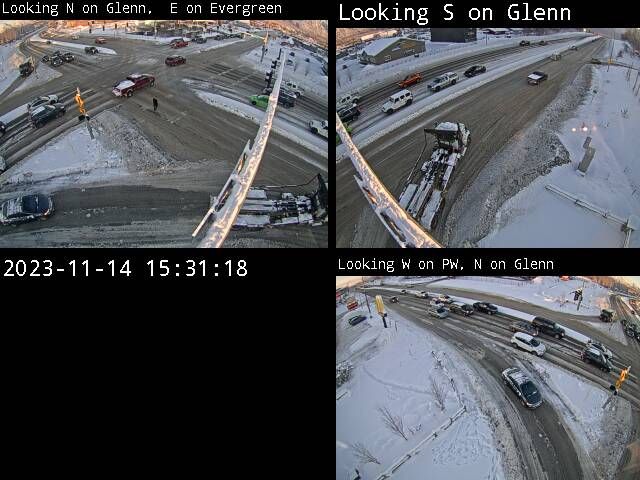 Looking N on Glenn,  E on Evergreen
Looking S on Glenn
2023-11-14 15:31:18
Looking W on PW, N on Glenn